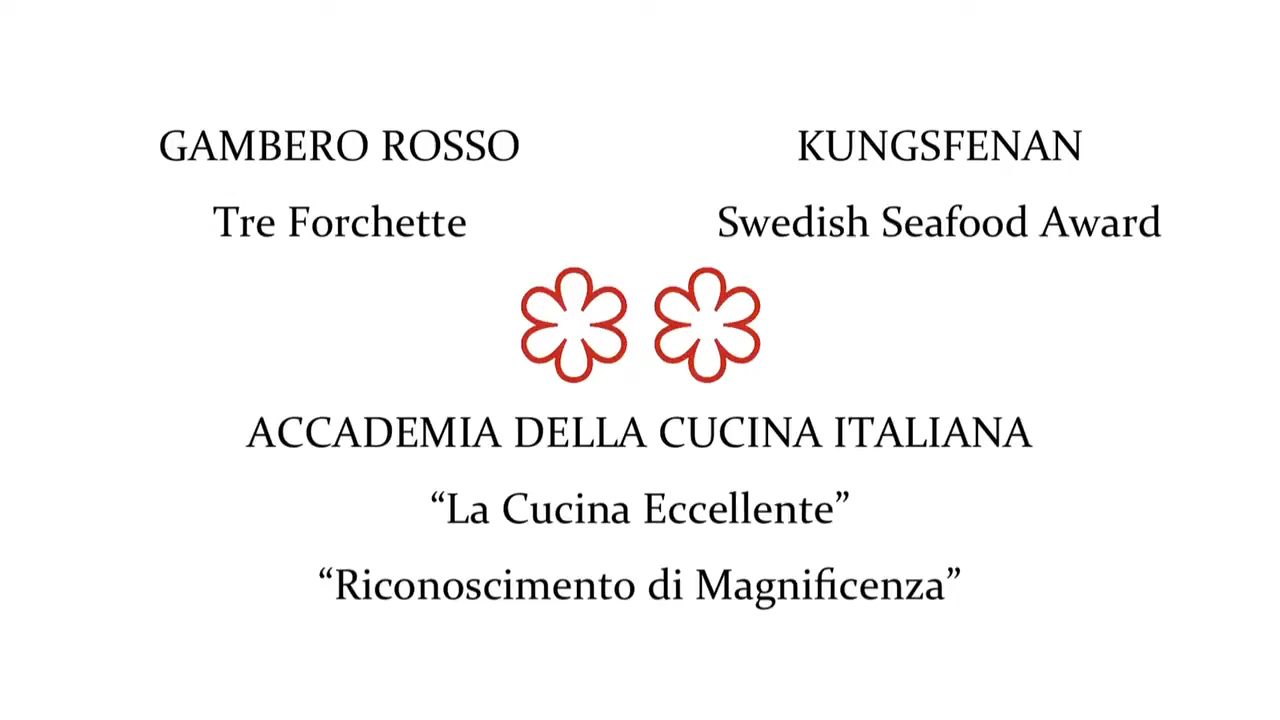 GAMBERO ROSSO
Tre Forchette
KUNGSFENAN
Swedish Seafood Award
ACCADEMIA DELLA CUCINA ITALIANA
“La Cucina Eccellente”
“Riconoscimento di Magnificenza”